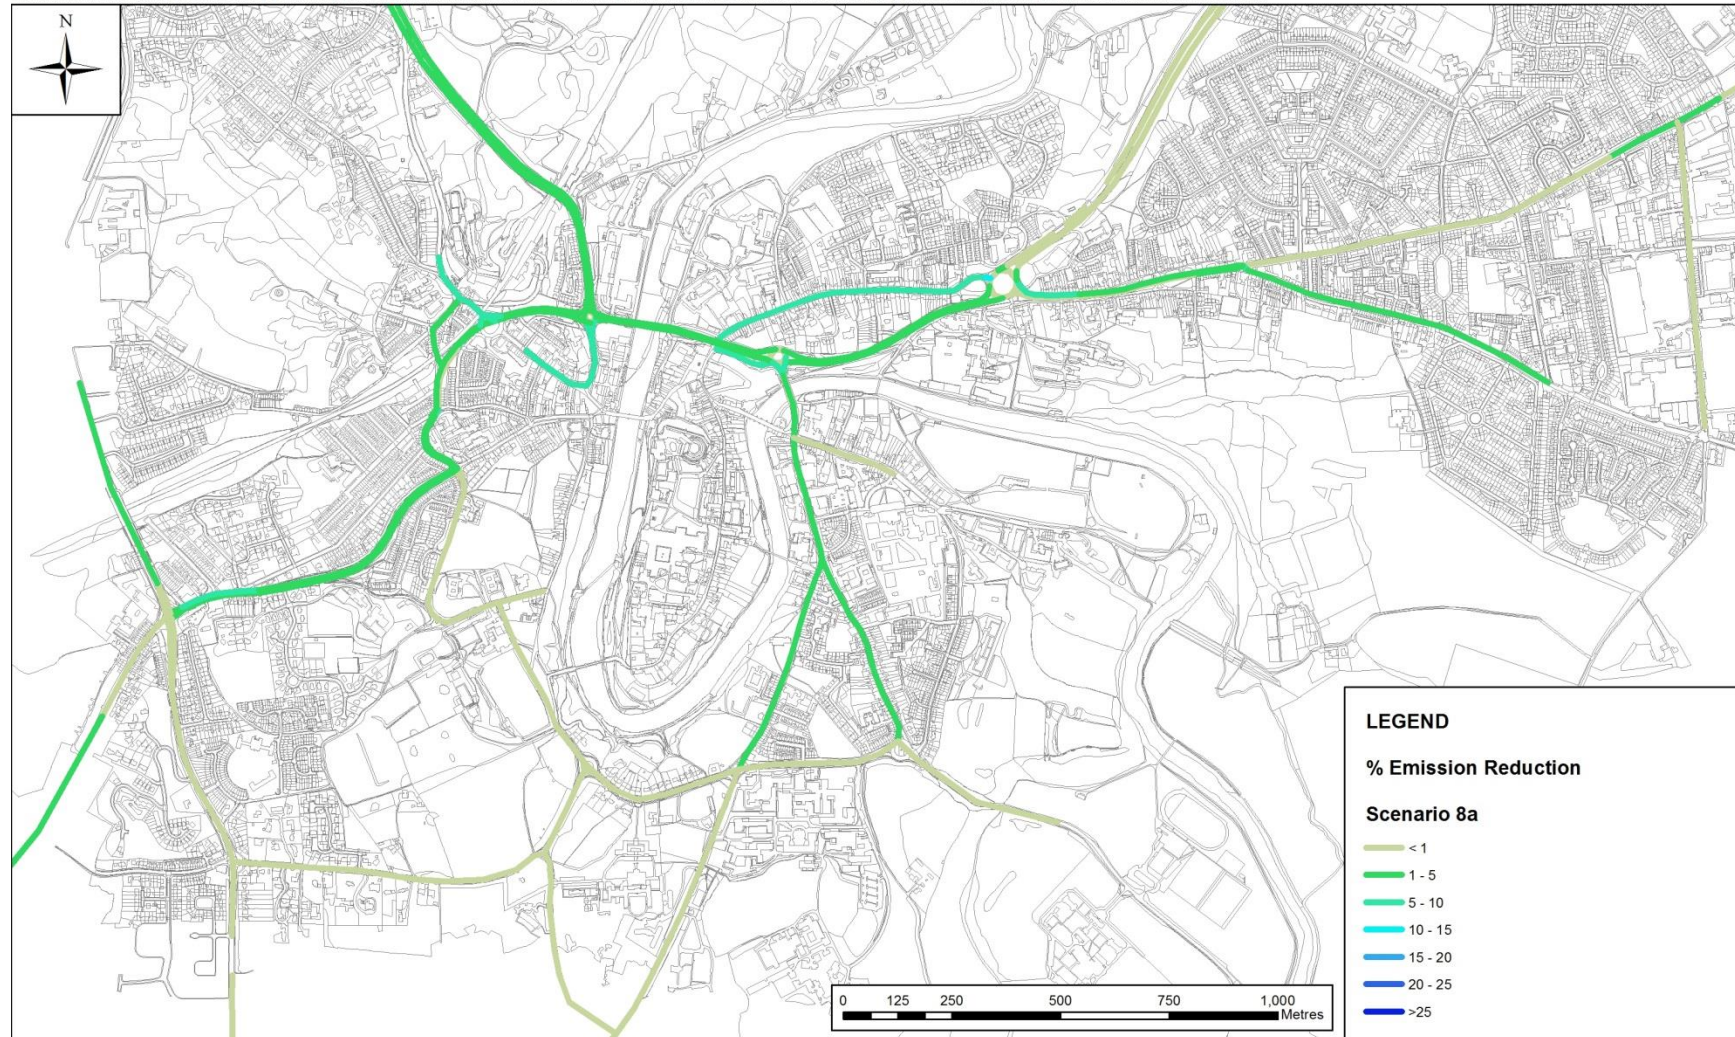 N
LEGEND
% Emission Reduction
Scenario 8a
< 1
1 - 5
5 - 10
10 - 15
15 - 20
20 - 25
>25
0 125 250 500 750 1,000
Metres